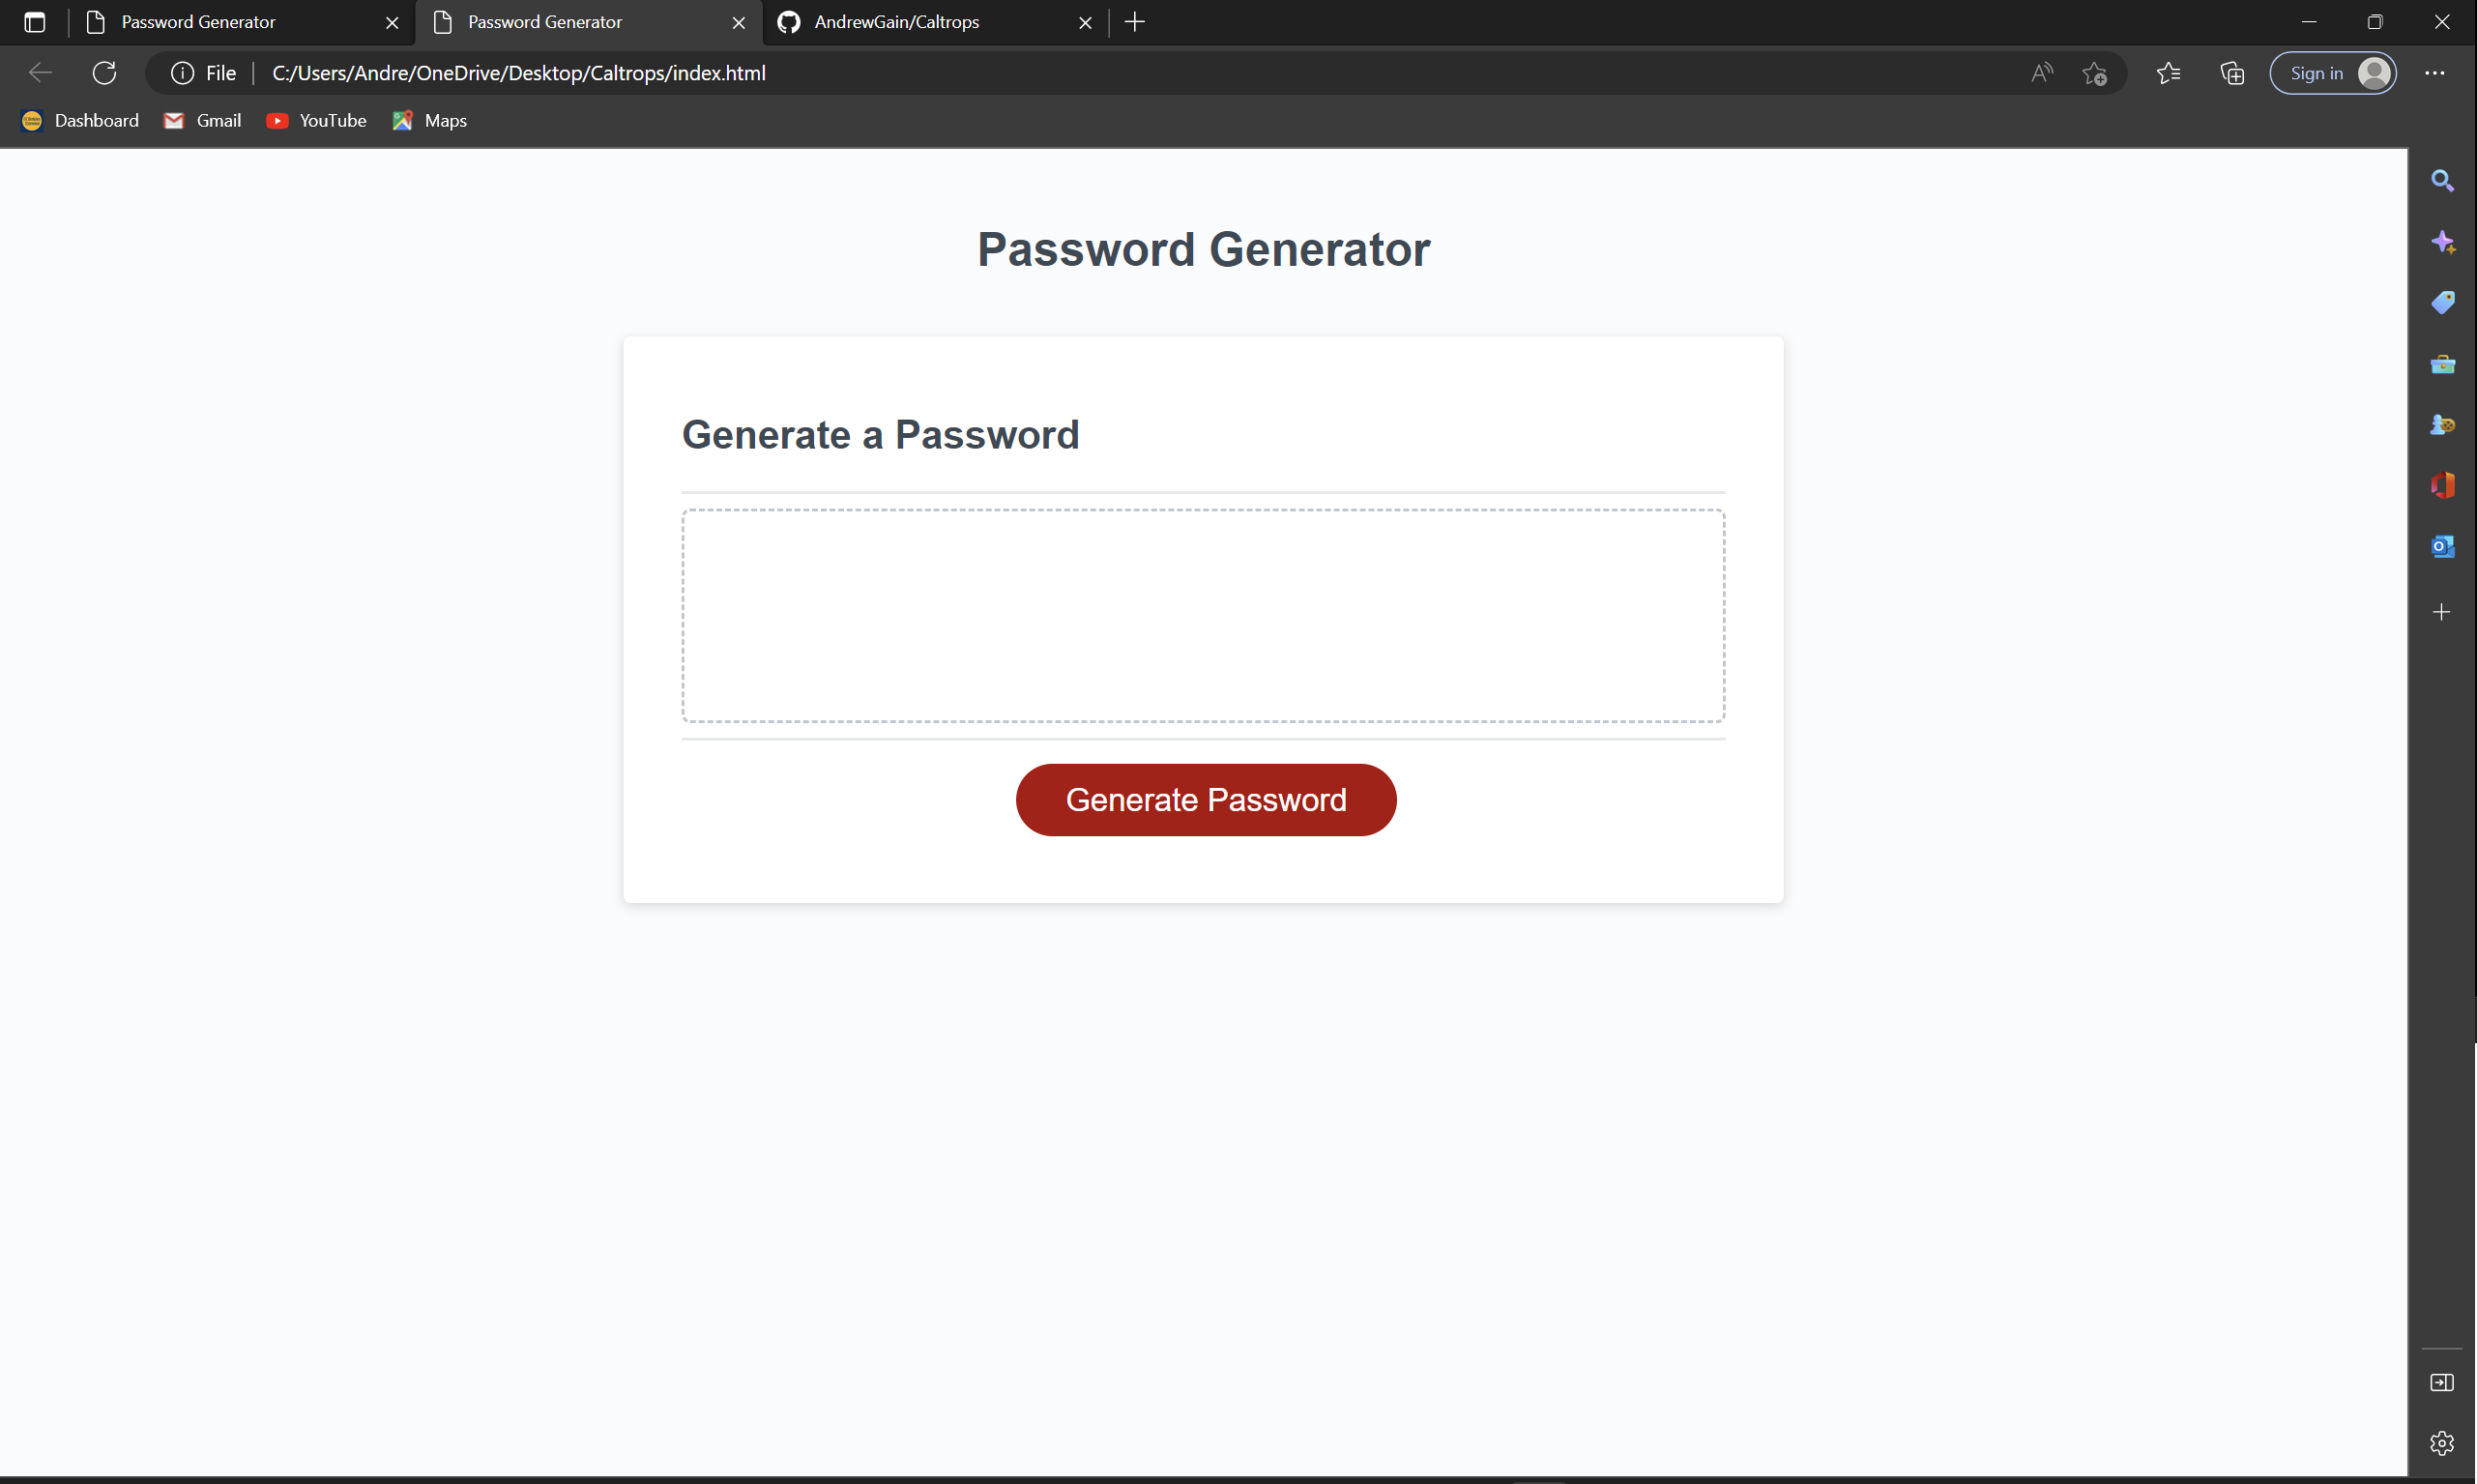 Password Generator
Password Generator
AndrewGain/Caltrops
File
C:/Users/Andre/OneDrive/Desktop/Caltrops/index.html
Sign in
Dashboard
Gmail
YouTube
Maps
Password Generator
Generate a Password
Generate Password